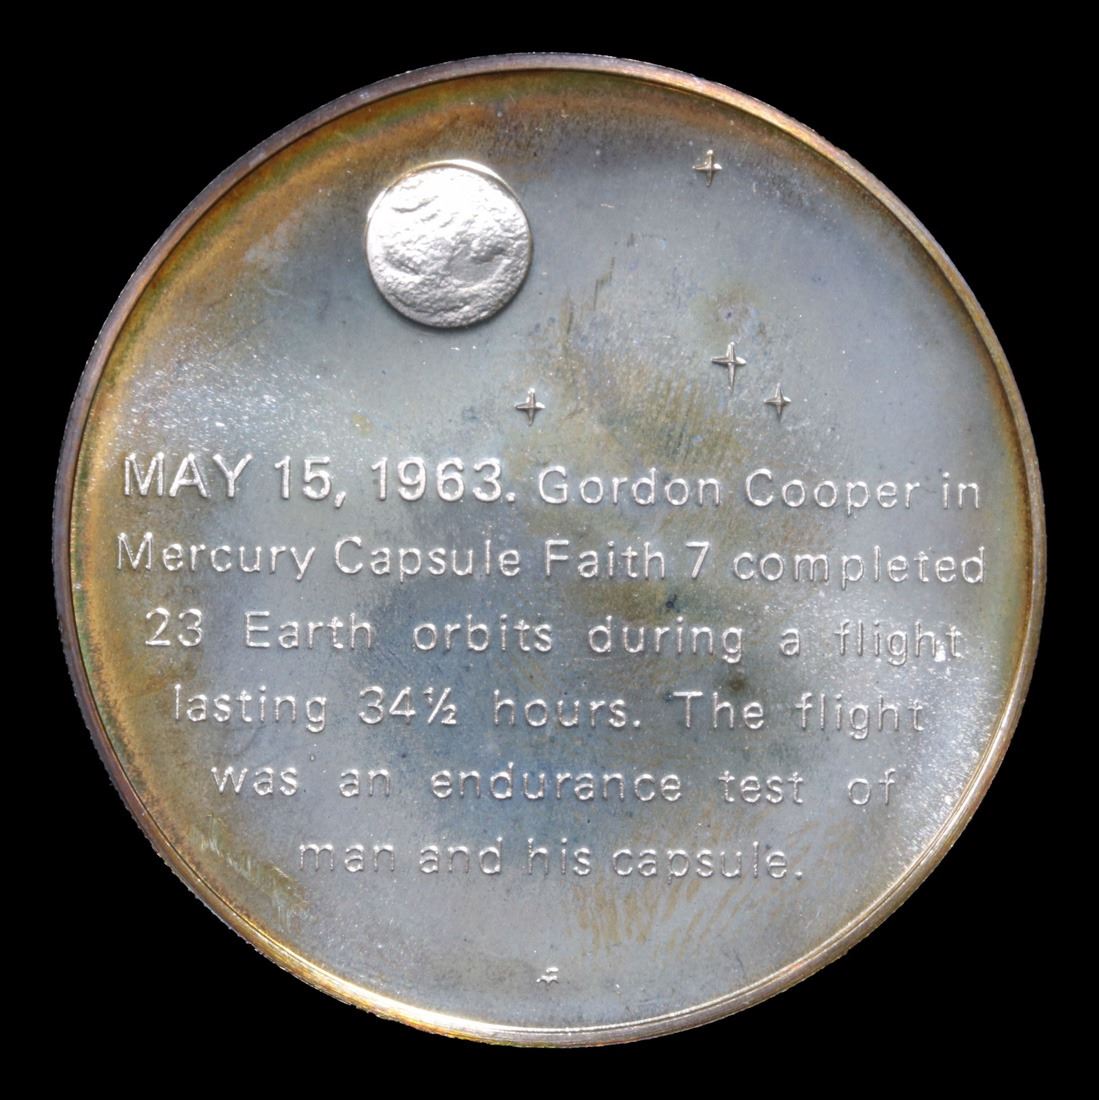 MAY 15, 1963. Gordon Cooper in
Mercury Capsule Faith 7 completed
23 Earth orbits during a flight
lasting 34½ hours. The flight
was an endurance test of
man and his capsule.